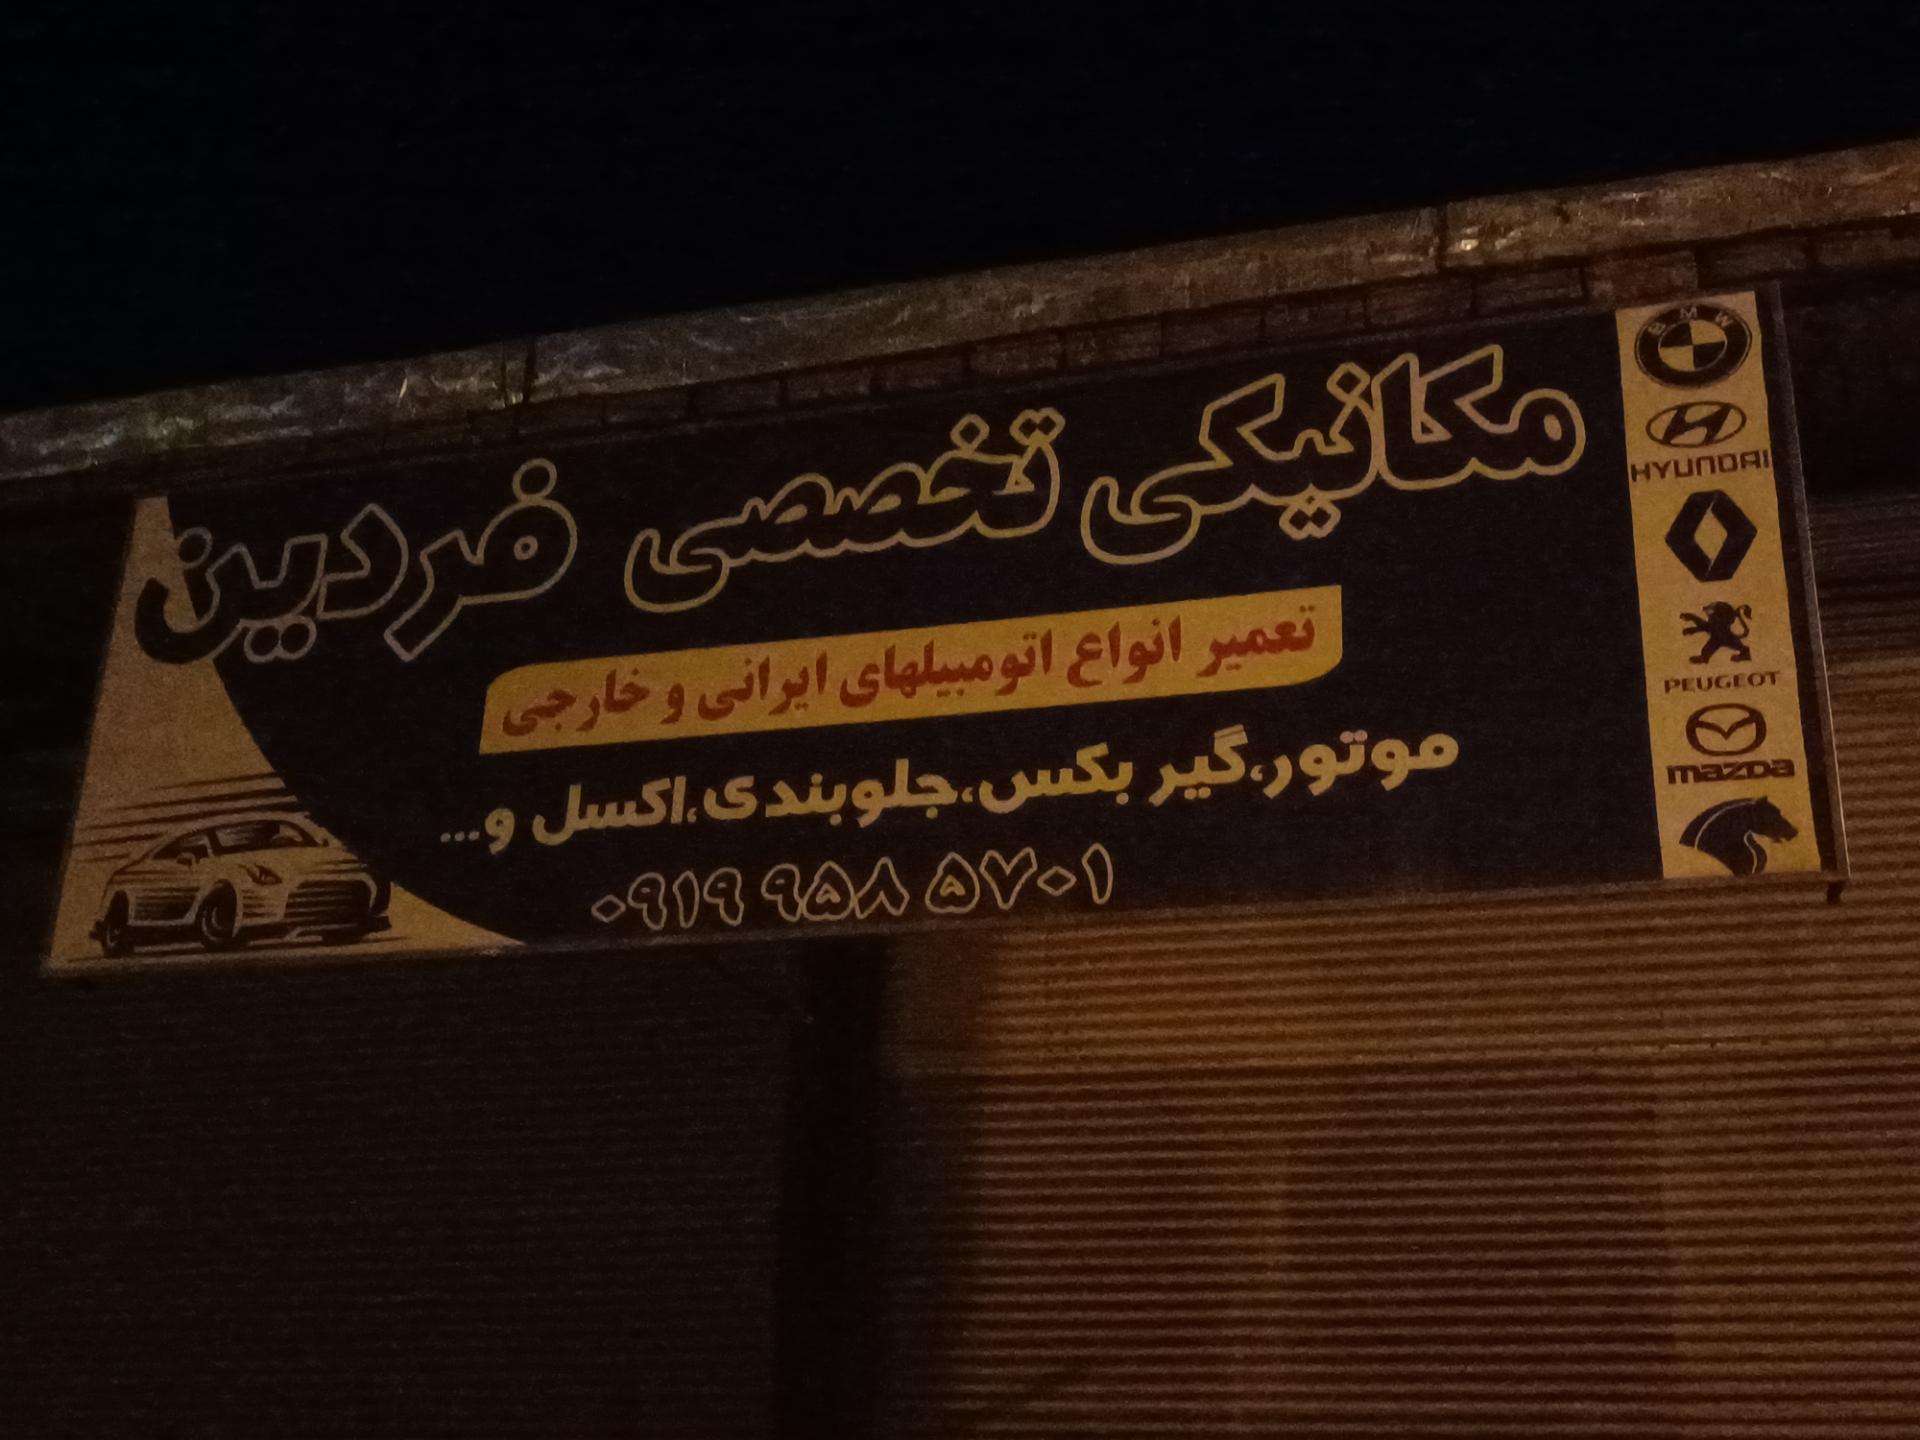 مکانیکی تخصصی فردین
تعمیر انواع اتومبیلهای ایرانی و خارجی
موتور،گیر بکس،جلوبندی،اکسل و...
۰۹۱۹ ۹۵۸ ۵۷۰۱
BMW
HYUNDAI
PEUGEOT
mazda